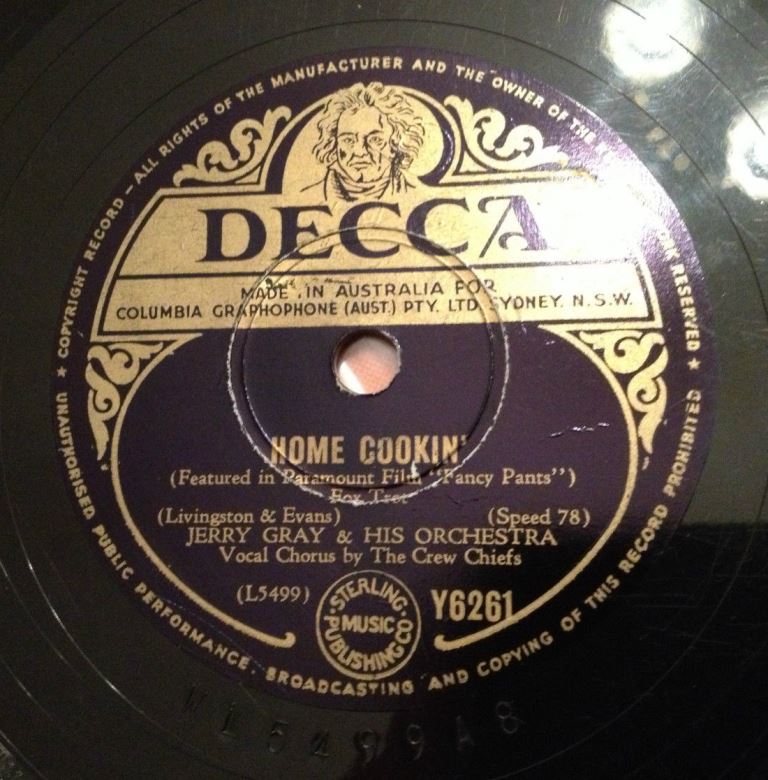 COPYRIGHT RECORD – ALL RIGHTS OF THE MANUFACTURER AND THE OWNER OF THE RESERVED
DECCA
MADE IN AUSTRALIA FOR
COLUMBIA GRAPHOPHONE (AUST.) PTY. LTD SYDNEY, N.S.W.
HOME COOKIN'
(Featured in Paramount Film "Fancy Pants")
Fox Trot
(Livingston & Evans) (Speed 78)
JERRY GRAY & HIS ORCHESTRA
Vocal Chorus by The Crew Chiefs
(L5499) Y6261
STERLING
MUSIC
PUBLISHING CO
UNAUTHORISED PUBLIC PERFORMANCE, BROADCASTING AND COPYING OF THIS RECORD PROHIBITED